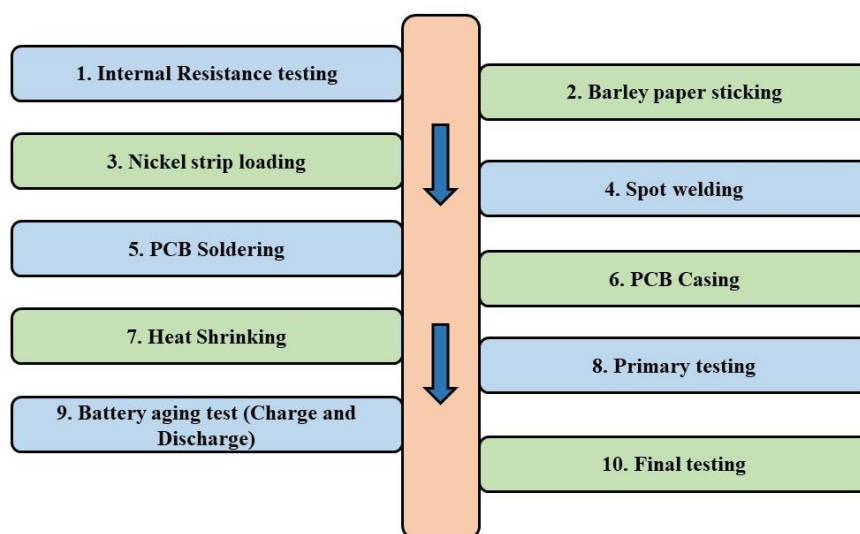 1. Internal Resistance testing
2. Barley paper sticking
3. Nickel strip loading
4. Spot welding
5. PCB Soldering
6. PCB Casing
7. Heat Shrinking
8. Primary testing
9. Battery aging test (Charge and
Discharge)
10. Final testing